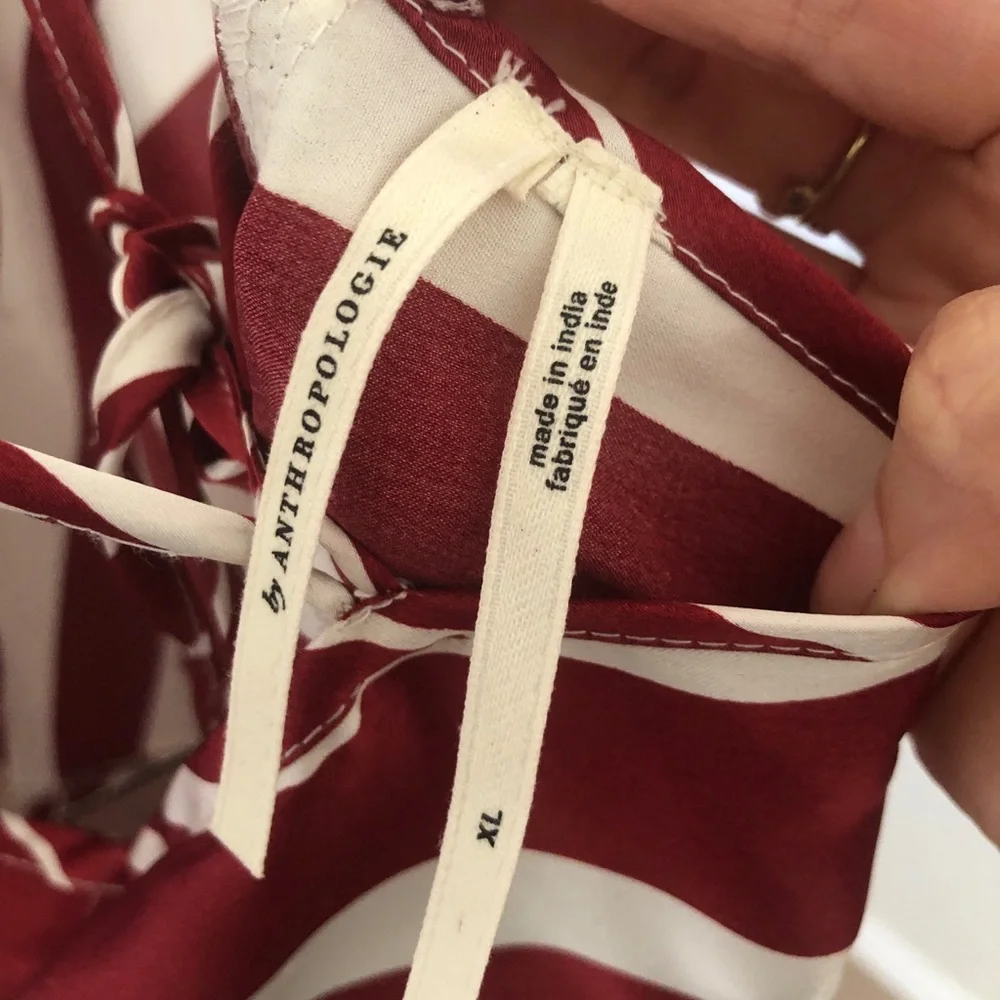 by ANTHROPOLOGIE
made in india
fabriqué en inde
XL